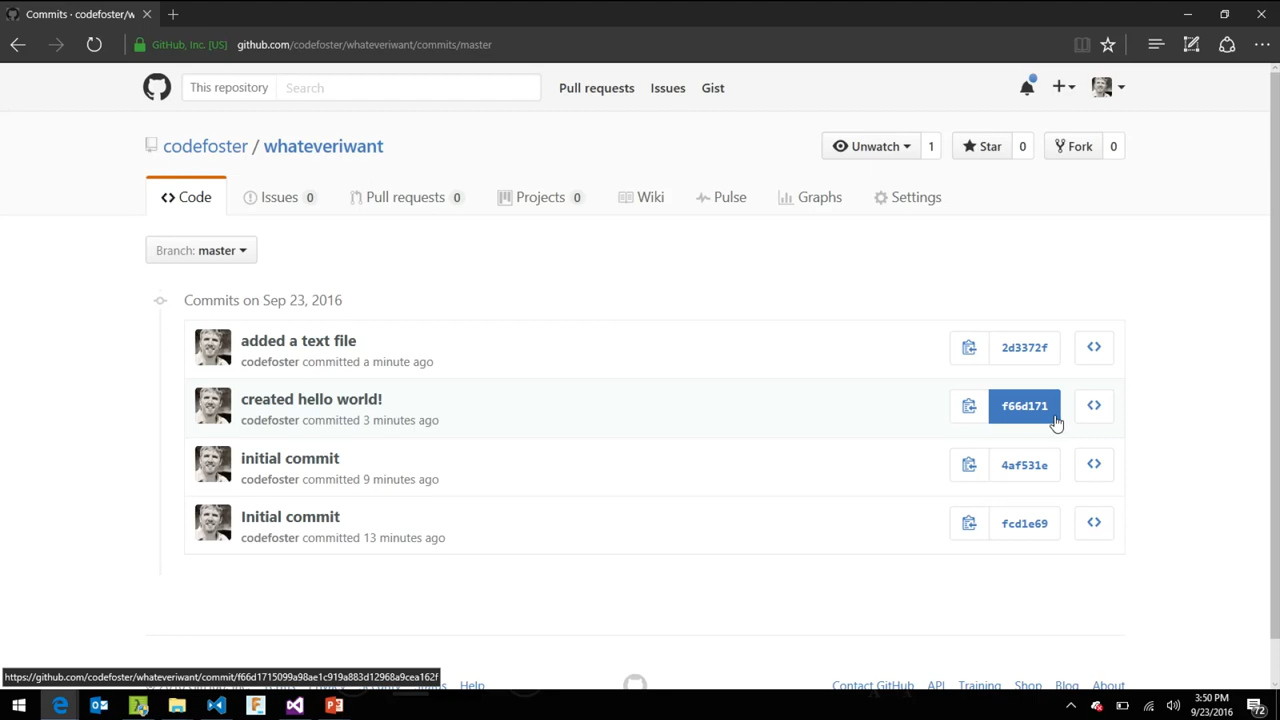 Commits · codefoster/w
GitHub, Inc. [US] github.com/codefoster/whateveriwant/commits/master
This repository Search Pull requests Issues Gist
codefoster / whateveriwant Unwatch 1 Star 0 Fork 0
Code Issues 0 Pull requests 0 Projects 0 Wiki Pulse Graphs Settings
Branch: master
Commits on Sep 23, 2016
added a text file
codefoster committed a minute ago
2d3372f
created hello world!
codefoster committed 3 minutes ago
f66d171
initial commit
codefoster committed 9 minutes ago
4af531e
Initial commit
codefoster committed 13 minutes ago
fcd1e69
https://github.com/codefoster/whateveriwant/commit/f66d1715099a98ae1c919a883d12968a9cea162f
Help Contact GitHub API Training Shop Blog About
3:50 PM
9/23/2016
72